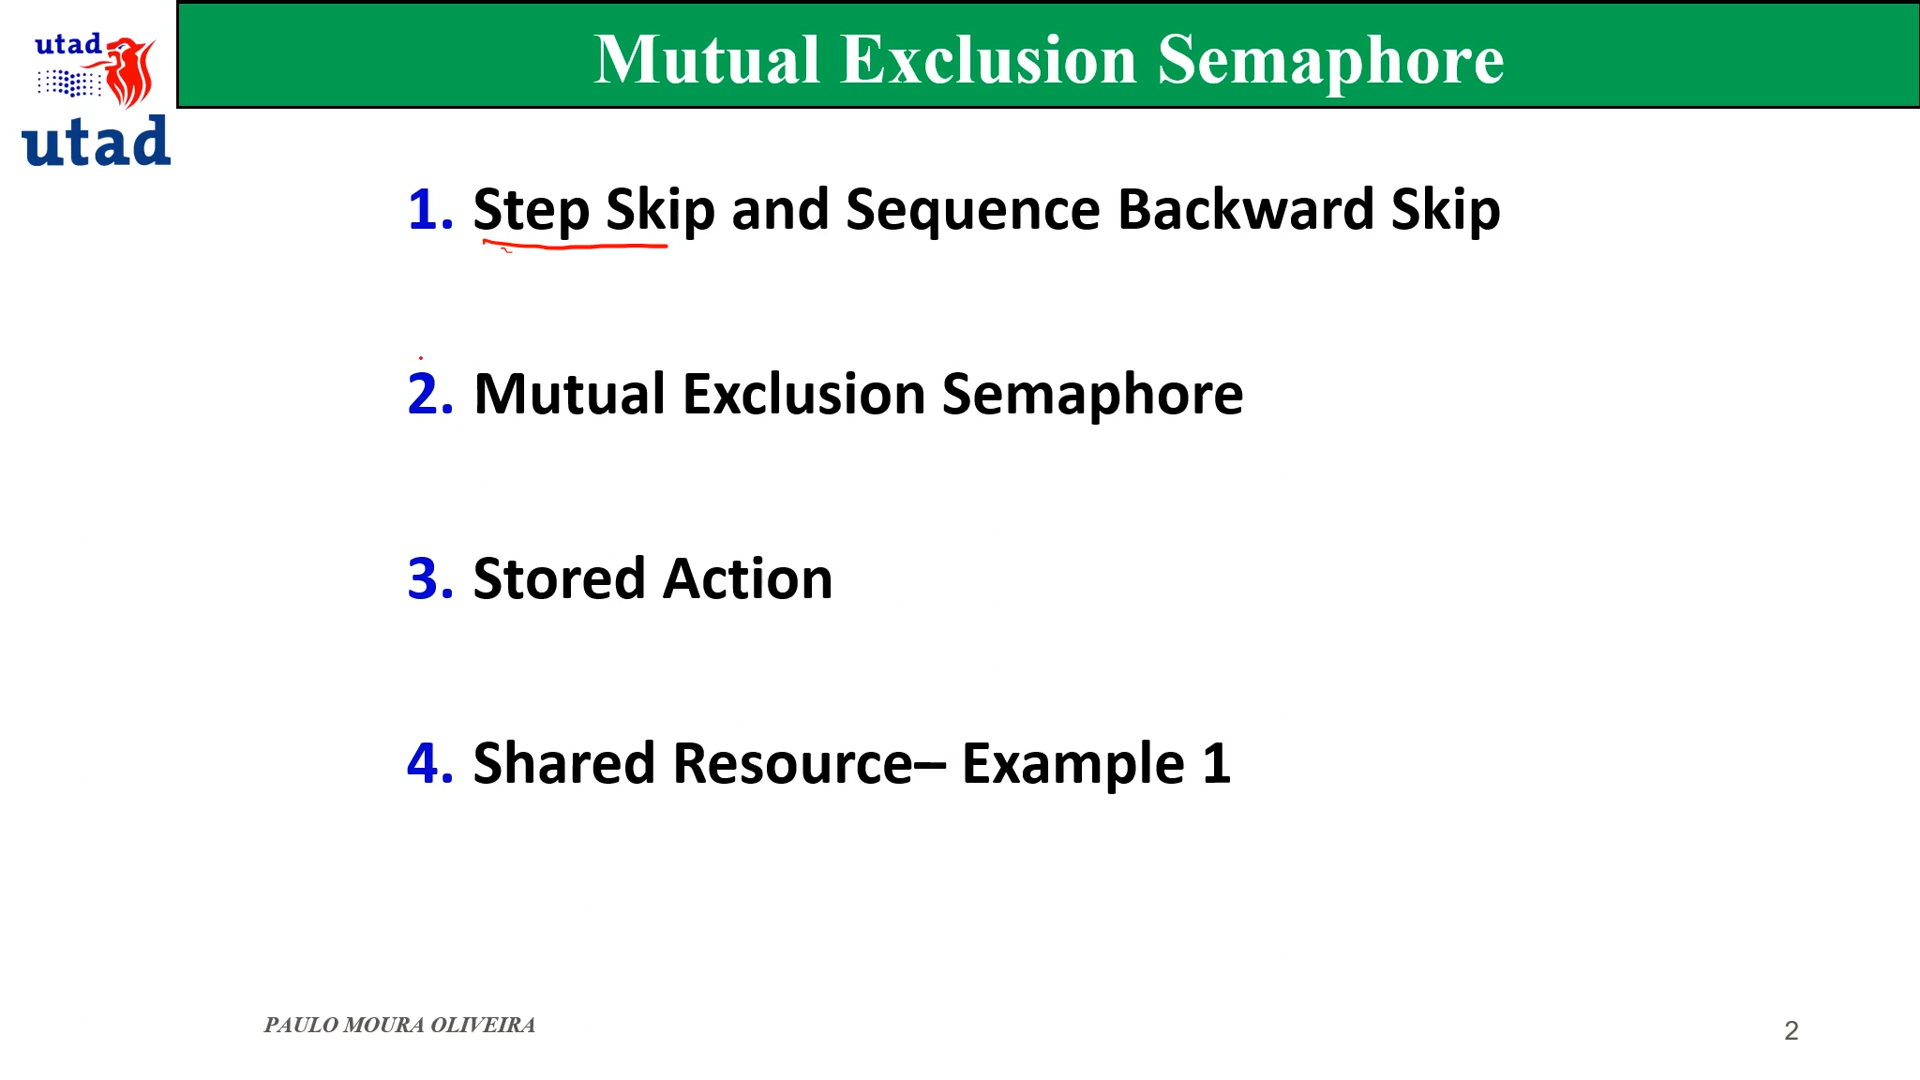 utad
utad
Mutual Exclusion Semaphore
1. Step Skip and Sequence Backward Skip
2. Mutual Exclusion Semaphore
3. Stored Action
4. Shared Resource– Example 1
PAULO MOURA OLIVEIRA
2